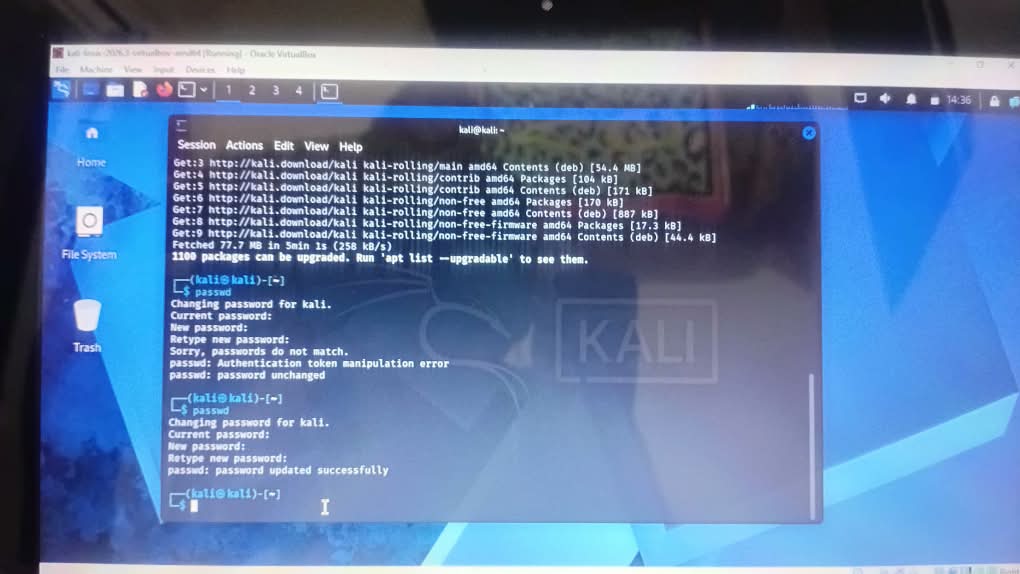 kali-linux-2026.3-virtualbox-amd64 [Running] - Oracle VirtualBox
File Machine View Input Devices Help
1 2 3 4
14:36
kali@kali: ~
Session Actions Edit View Help
Home
File System
Trash
Get:3 http://kali.download/kali kali-rolling/main amd64 Contents (deb) [54.4 MB]
Get:4 http://kali.download/kali kali-rolling/contrib amd64 Packages [104 kB]
Get:5 http://kali.download/kali kali-rolling/contrib amd64 Contents (deb) [171 kB]
Get:6 http://kali.download/kali kali-rolling/non-free amd64 Packages [170 kB]
Get:7 http://kali.download/kali kali-rolling/non-free amd64 Contents (deb) [887 kB]
Get:8 http://kali.download/kali kali-rolling/non-free-firmware amd64 Packages [17.3 kB]
Get:9 http://kali.download/kali kali-rolling/non-free-firmware amd64 Contents (deb) [44.4 kB]
Fetched 77.7 MB in 5min 1s (258 kB/s)
1100 packages can be upgraded. Run 'apt list --upgradable' to see them.
┌──(kali㉿kali)-[~]
└─$ passwd
Changing password for kali.
Current password:
New password:
Retype new password:
Sorry, passwords do not match.
passwd: Authentication token manipulation error
passwd: password unchanged
┌──(kali㉿kali)-[~]
└─$ passwd
Changing password for kali.
Current password:
New password:
Retype new password:
passwd: password updated successfully
┌──(kali㉿kali)-[~]
└─$
KALI